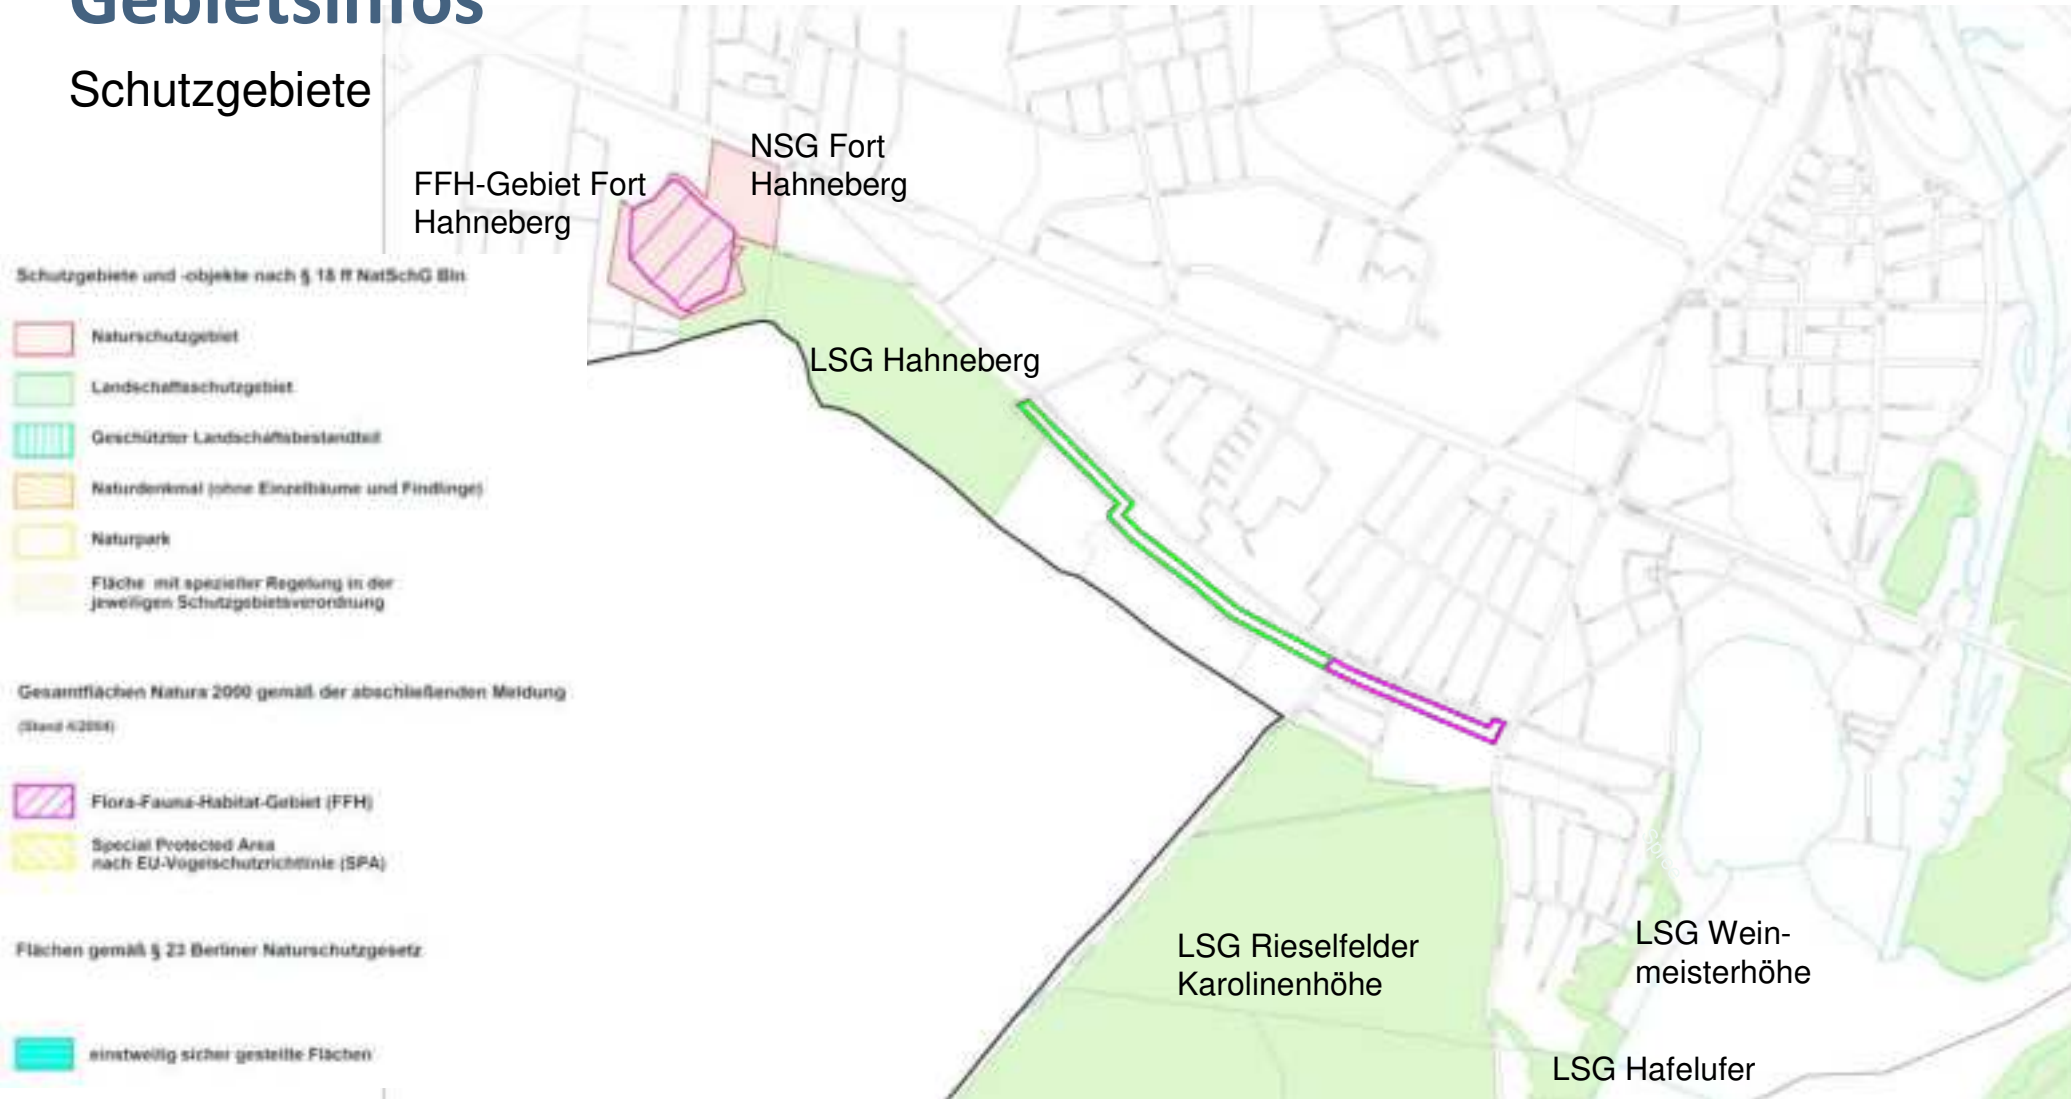 Gebietsinfos
Schutzgebiete
NSG Fort
Hahneberg
FFH-Gebiet Fort
Hahneberg
Schutzgebiete und -objekte nach § 18 ff NatSchG Bln
Naturschutzgebiet
Landschaftsschutzgebiet
Geschützter Landschaftsbestandteil
Naturdenkmal (ohne Einzelbäume und Findlinge)
Naturpark
Fläche mit spezieller Regelung in der
jeweiligen Schutzgebietsverordnung
LSG Hahneberg
Gesamtflächen Natura 2000 gemäß der abschließenden Meldung
(Stand 4/2004)
Flora-Fauna-Habitat-Gebiet (FFH)
Special Protected Area
nach EU-Vogelschutzrichtlinie (SPA)
Flächen gemäß § 23 Berliner Naturschutzgesetz
einstweilig sicher gestellte Flächen
LSG Rieselfelder
Karolinenhöhe
LSG Wein-
meisterhöhe
LSG Hafelufer